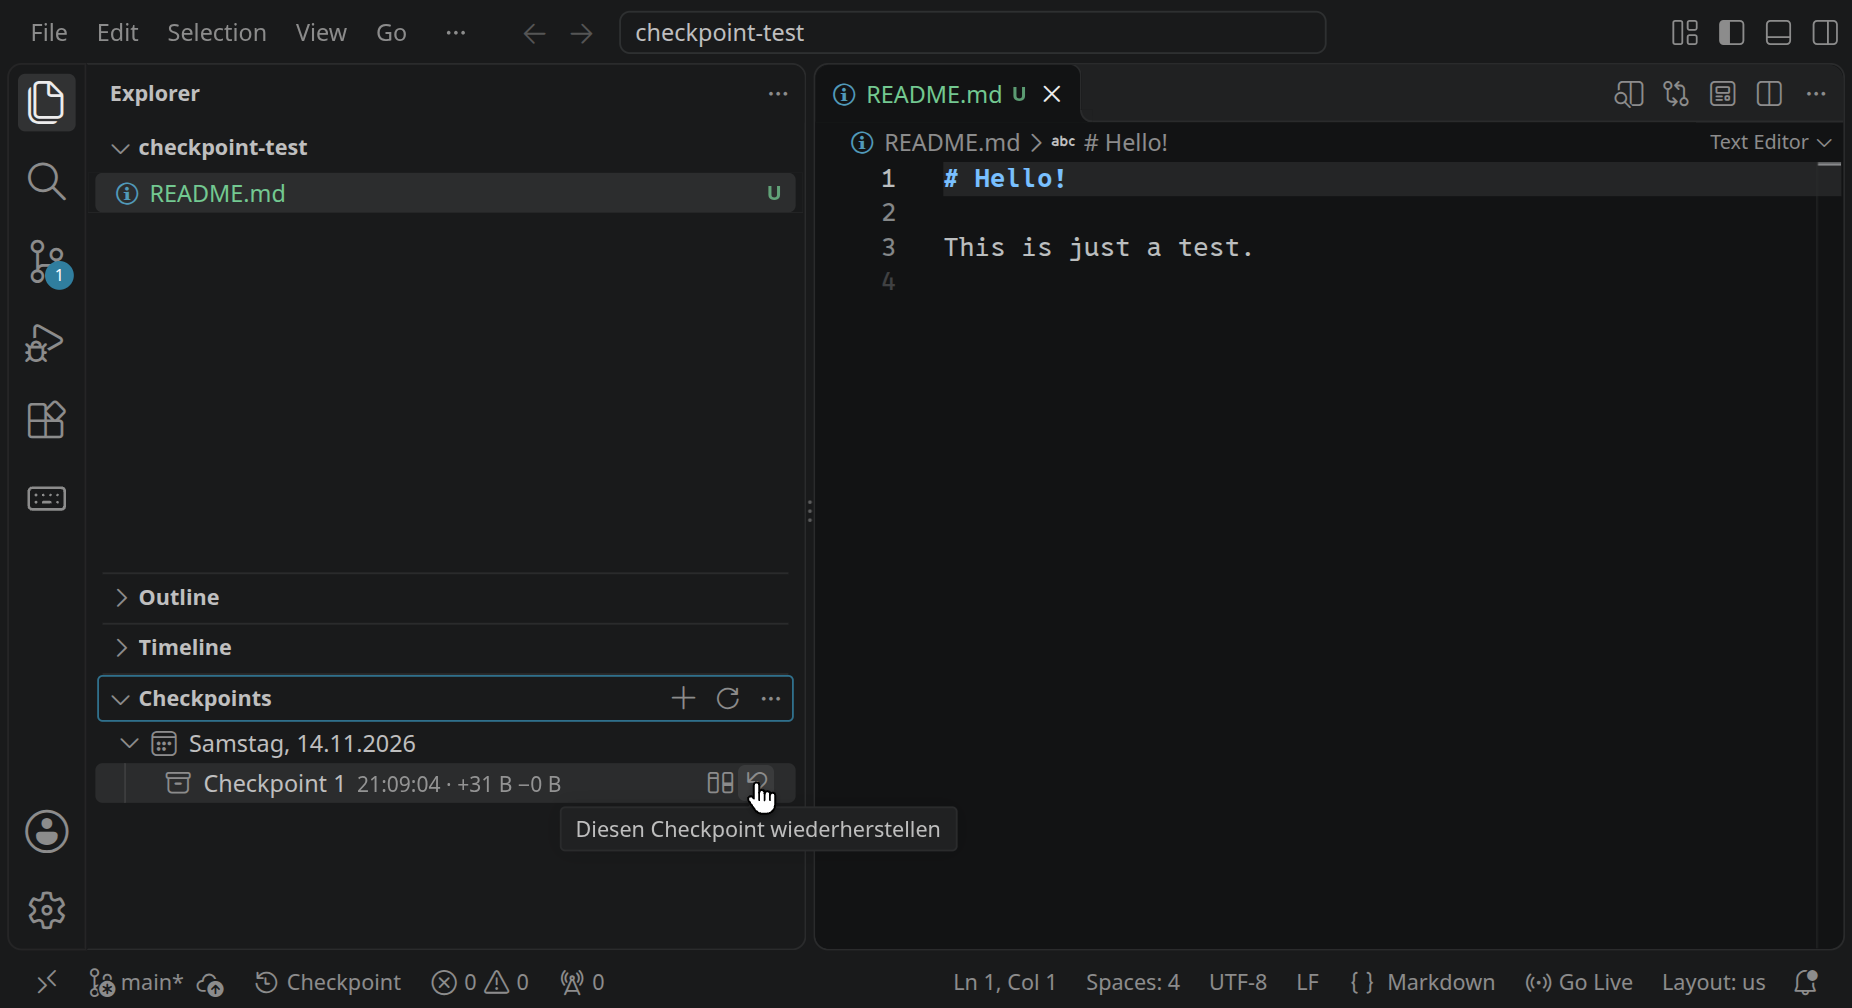 File Edit Selection View Go ··· checkpoint-test
Explorer
checkpoint-test
README.md U
Outline
Timeline
Checkpoints
Samstag, 14.11.2026
Checkpoint 1 21:09:04 · +31 B −0 B
Diesen Checkpoint wiederherstellen
README.md U
README.md > abc # Hello! Text Editor
1 # Hello!
2
3 This is just a test.
4
1
main* Checkpoint 0 0 0 Ln 1, Col 1 Spaces: 4 UTF-8 LF { } Markdown Go Live Layout: us